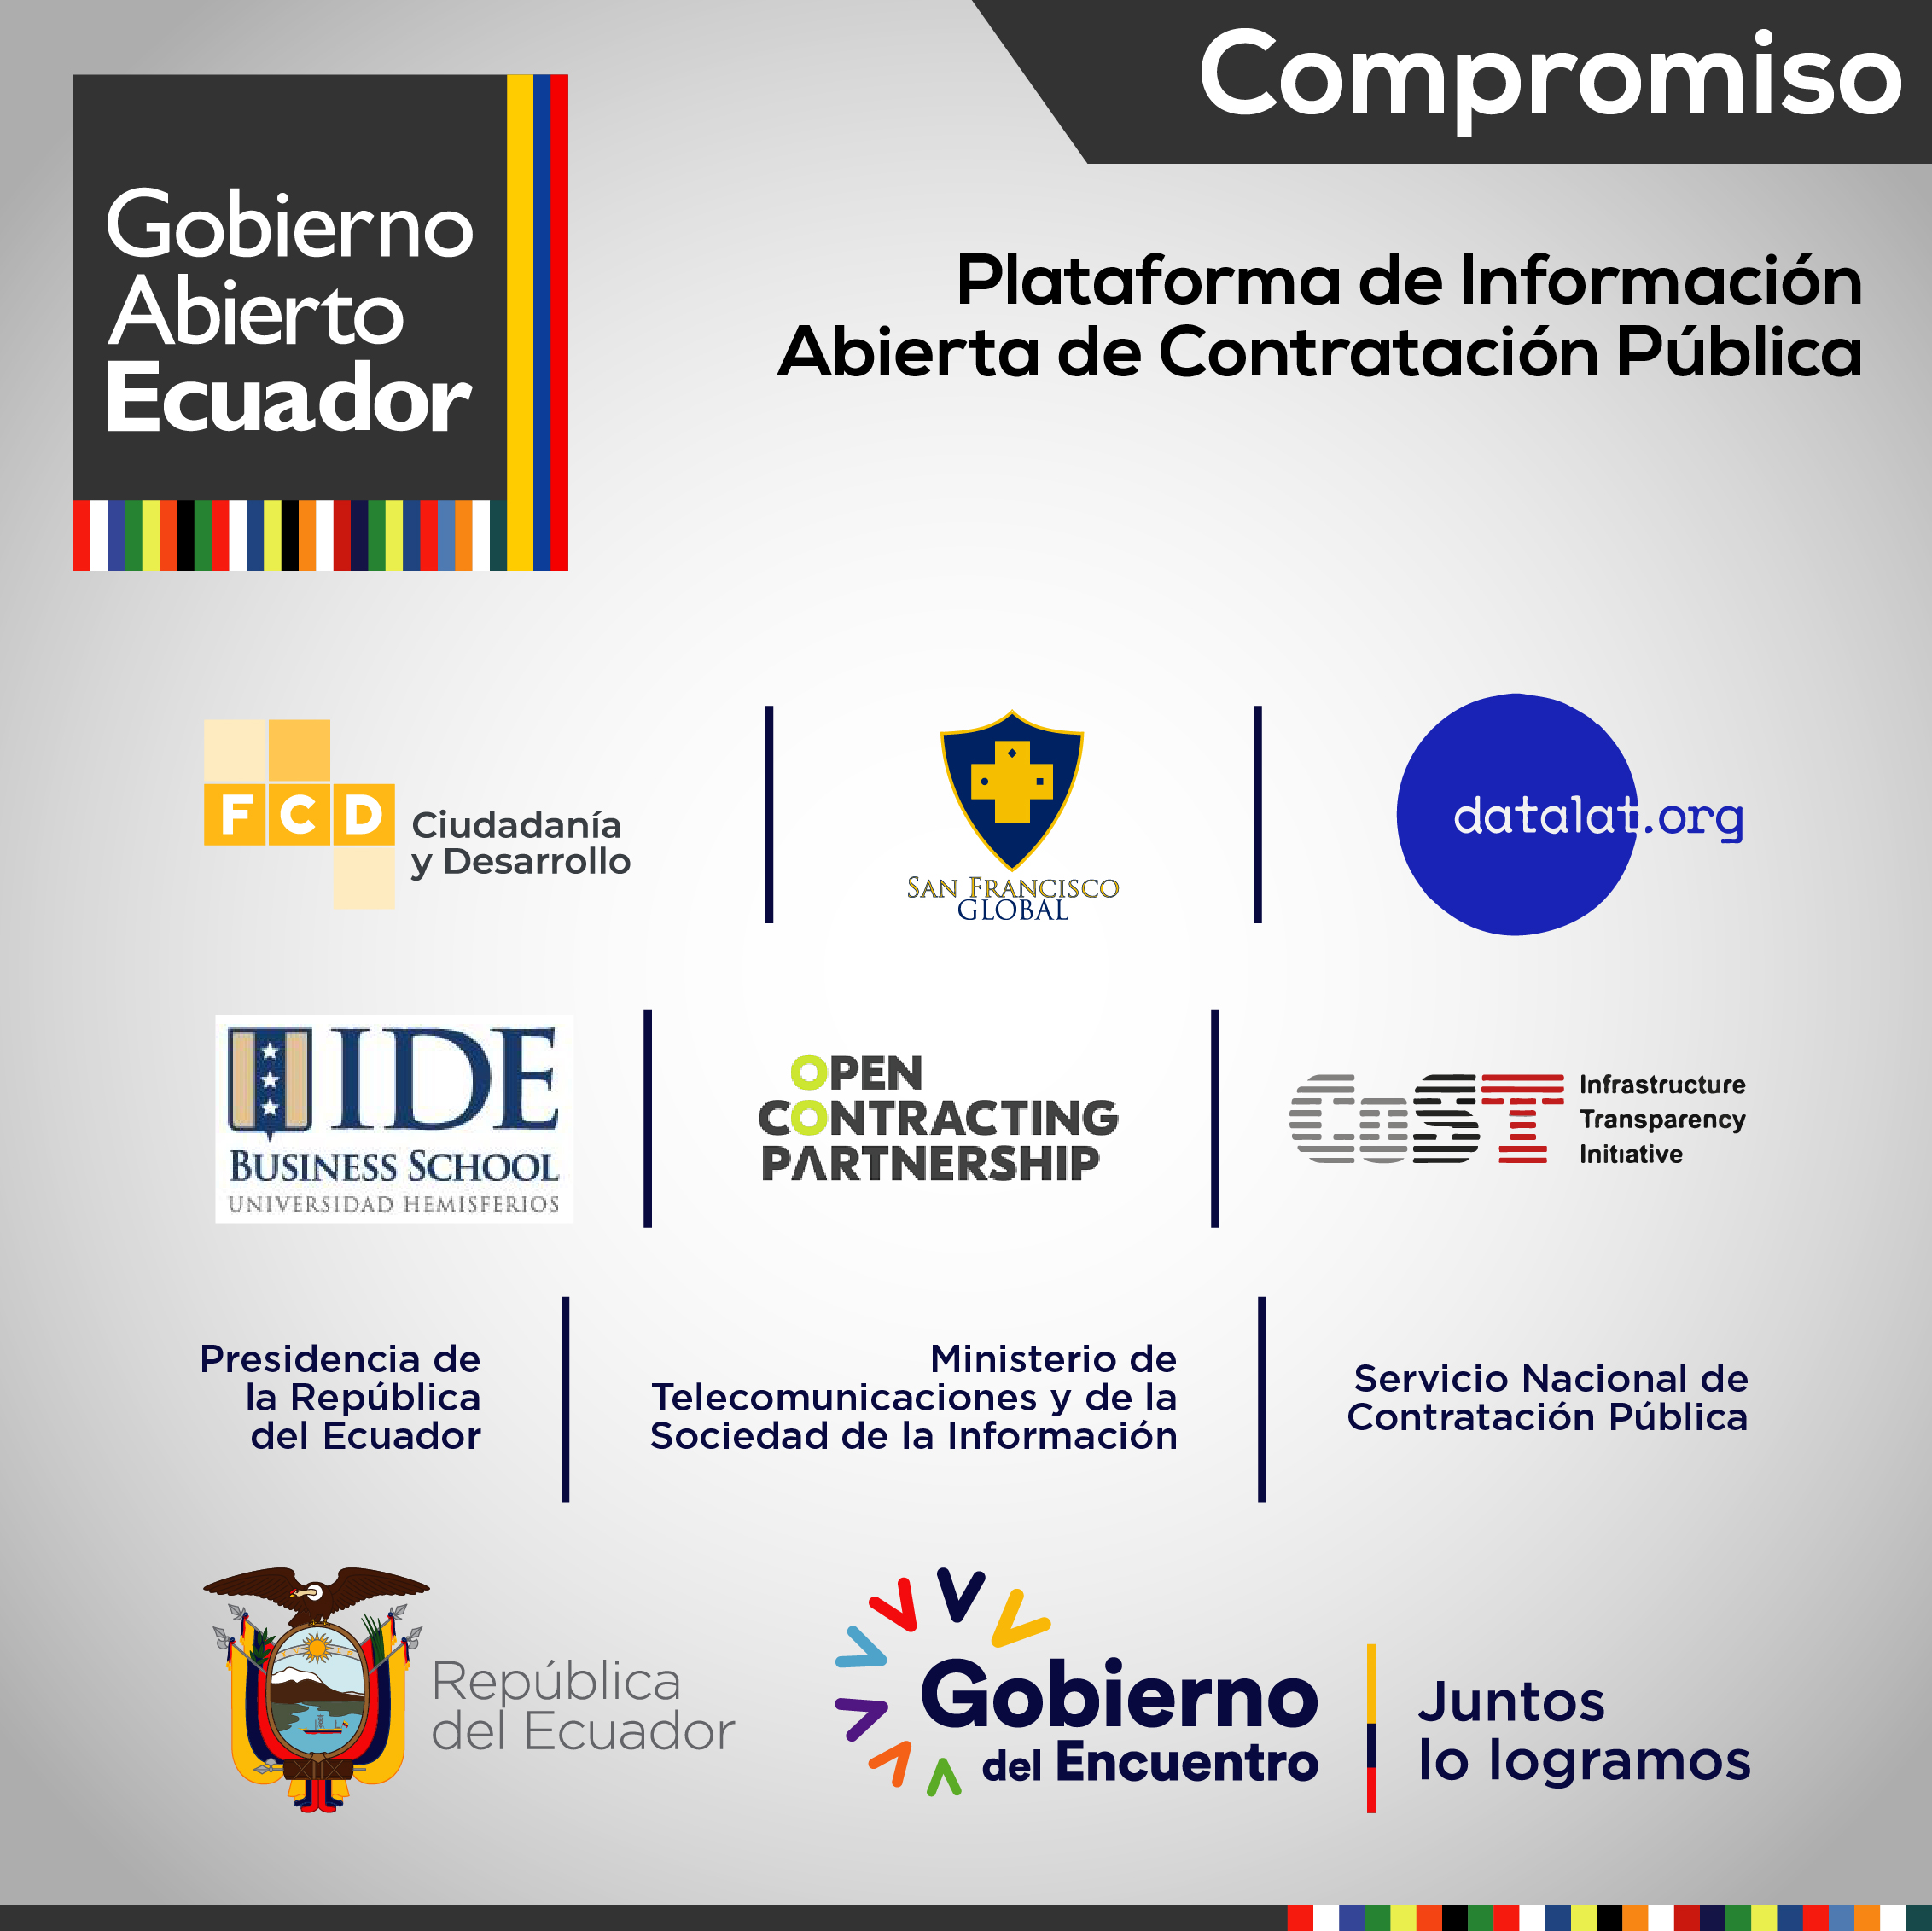 Compromiso
Gobierno
Abierto
Ecuador
Plataforma de Información
Abierta de Contratación Pública
FCD
Ciudadanía
y Desarrollo
SAN FRANCISCO
GLOBAL
datalat.org
IDE
BUSINESS SCHOOL
UNIVERSIDAD HEMISFERIOS
OPEN
CONTRACTING
PARTNERSHIP
CoST
Infrastructure
Transparency
Initiative
Presidencia de
la República
del Ecuador
Ministerio de
Telecomunicaciones y de la
Sociedad de la Información
Servicio Nacional de
Contratación Pública
República
del Ecuador
Gobierno
del Encuentro
Juntos
lo logramos